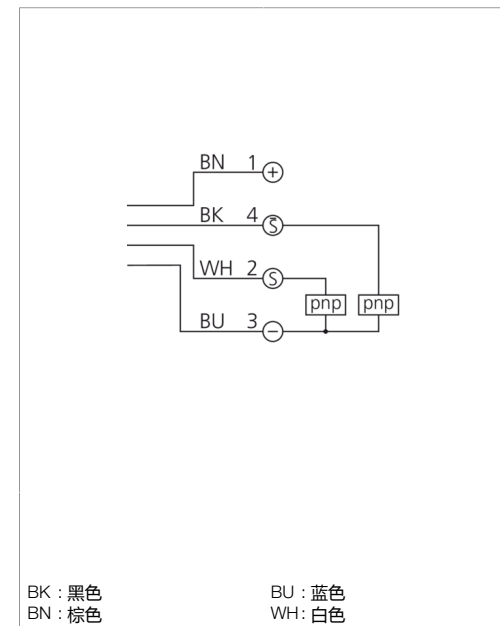 BN 1 +
BK 4 S̄
WH 2 S
pnp pnp
BU 3 −
BK : 黑色 BU : 蓝色
BN : 棕色 WH : 白色